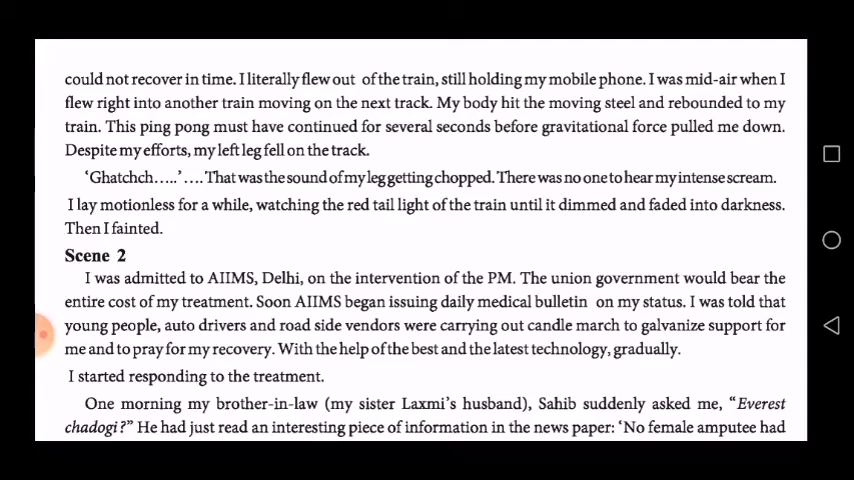 could not recover in time. I literally flew out of the train, still holding my mobile phone. I was mid-air when I
flew right into another train moving on the next track. My body hit the moving steel and rebounded to my
train. This ping pong must have continued for several seconds before gravitational force pulled me down.
Despite my efforts, my left leg fell on the track.
‘Ghatchch…..’…. That was the sound of my leg getting chopped. There was no one to hear my intense scream.
I lay motionless for a while, watching the red tail light of the train until it dimmed and faded into darkness.
Then I fainted.
Scene 2
I was admitted to AIIMS, Delhi, on the intervention of the PM. The union government would bear the
entire cost of my treatment. Soon AIIMS began issuing daily medical bulletin on my status. I was told that
young people, auto drivers and road side vendors were carrying out candle march to galvanize support for
me and to pray for my recovery. With the help of the best and the latest technology, gradually.
I started responding to the treatment.
One morning my brother-in-law (my sister Laxmi’s husband), Sahib suddenly asked me, “Everest
chadogi?” He had just read an interesting piece of information in the news paper: ‘No female amputee had